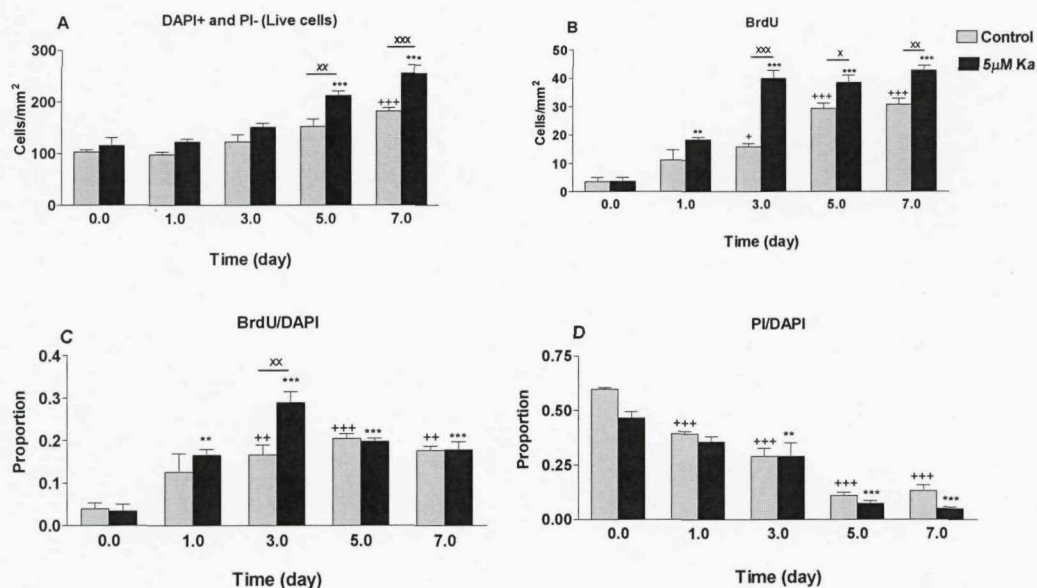 A
DAPI+ and PI- (Live cells)
Cells/mm²
300
200
100
0
xx
***
xxx
+++
***
0.0 1.0 3.0 5.0 7.0
Time (day)
B
BrdU
Cells/mm²
50
40
30
20
10
0
**
xxx
+
***
x
+++
***
xx
+++
***
0.0 1.0 3.0 5.0 7.0
Time (day)
Control
5µM Ka
C
BrdU/DAPI
Proportion
0.4
0.3
0.2
0.1
0.0
**
xx
++
***
+++
***
++
***
0.0 1.0 3.0 5.0 7.0
Time (day)
D
PI/DAPI
Proportion
0.75
0.50
0.25
0.00
+++
+++
**
+++
***
+++
***
0.0 1.0 3.0 5.0 7.0
Time (day)